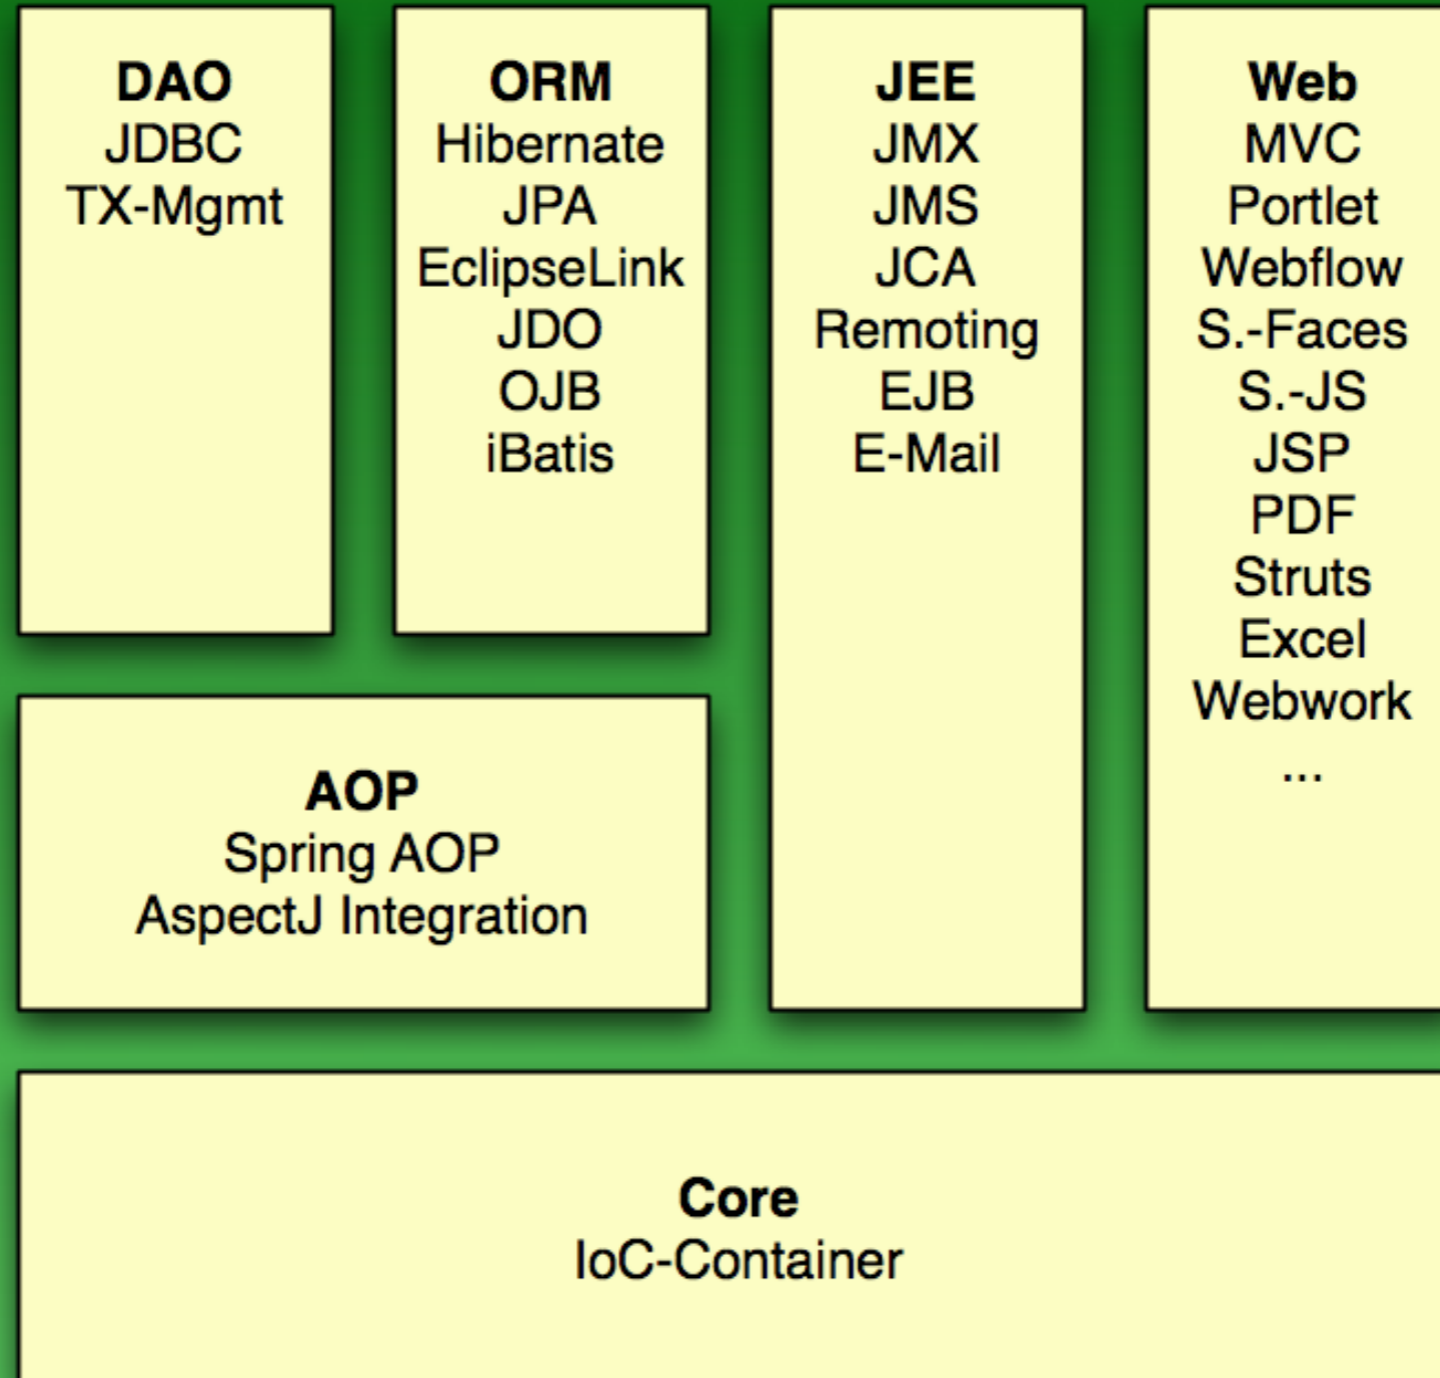 DAO
JDBC
TX-Mgmt
ORM
Hibernate
JPA
EclipseLink
JDO
OJB
iBatis
JEE
JMX
JMS
JCA
Remoting
EJB
E-Mail
Web
MVC
Portlet
Webflow
S.-Faces
S.-JS
JSP
PDF
Struts
Excel
Webwork
...
AOP
Spring AOP
AspectJ Integration
Core
IoC-Container